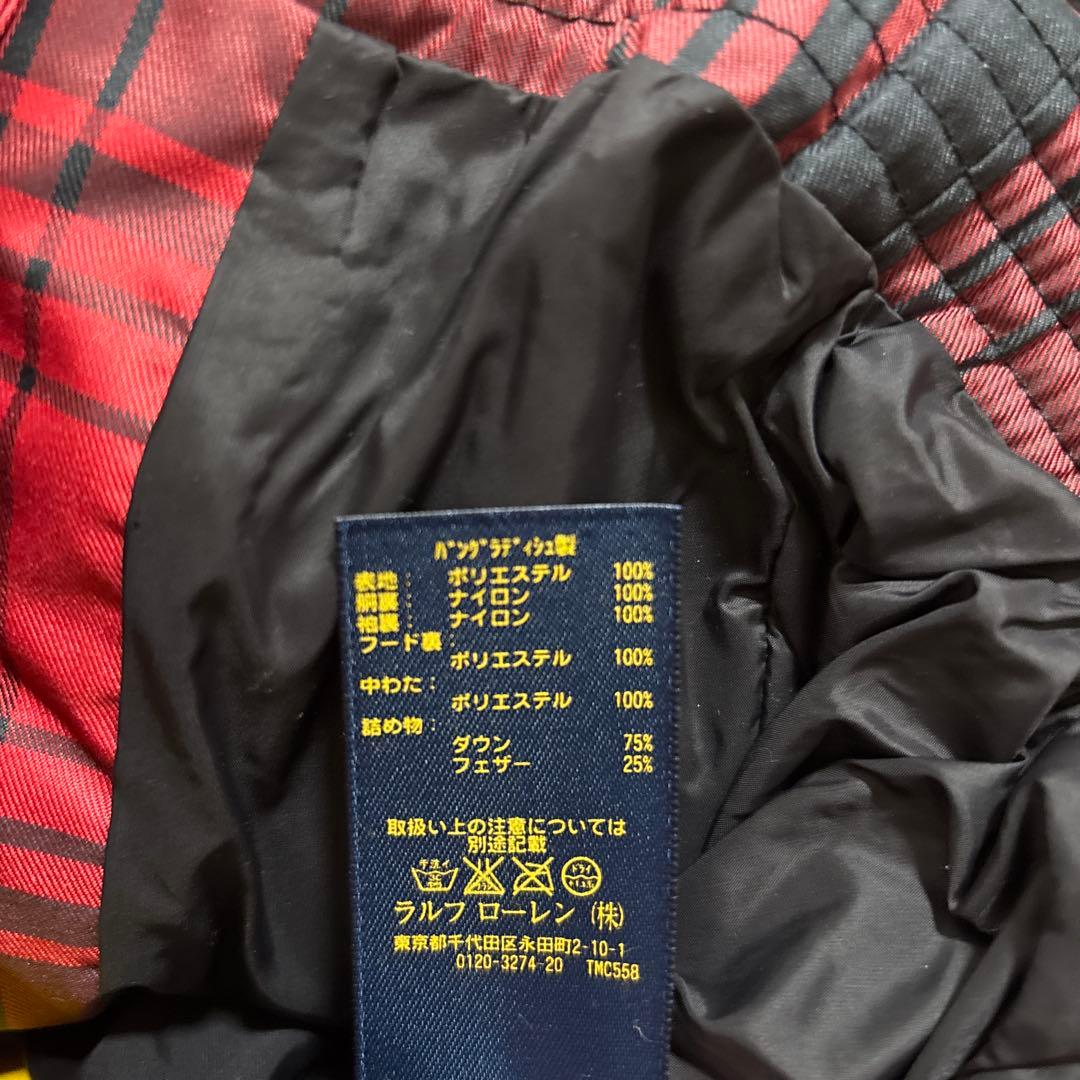 バングラディシュ製
表地: ポリエステル 100%
胴裏: ナイロン 100%
袖裏: ナイロン 100%
フード裏:
ポリエステル 100%
中わた:
ポリエステル 100%
詰め物:
ダウン 75%
フェザー 25%
取扱い上の注意については
別途記載
ラルフ ローレン (株)
東京都千代田区永田町2-10-1
0120-3274-20 TMC558